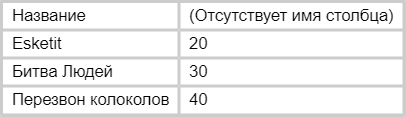 Название (Отсутствует имя столбца)
Esketit 20
Битва Людей 30
Перезвон колоколов 40